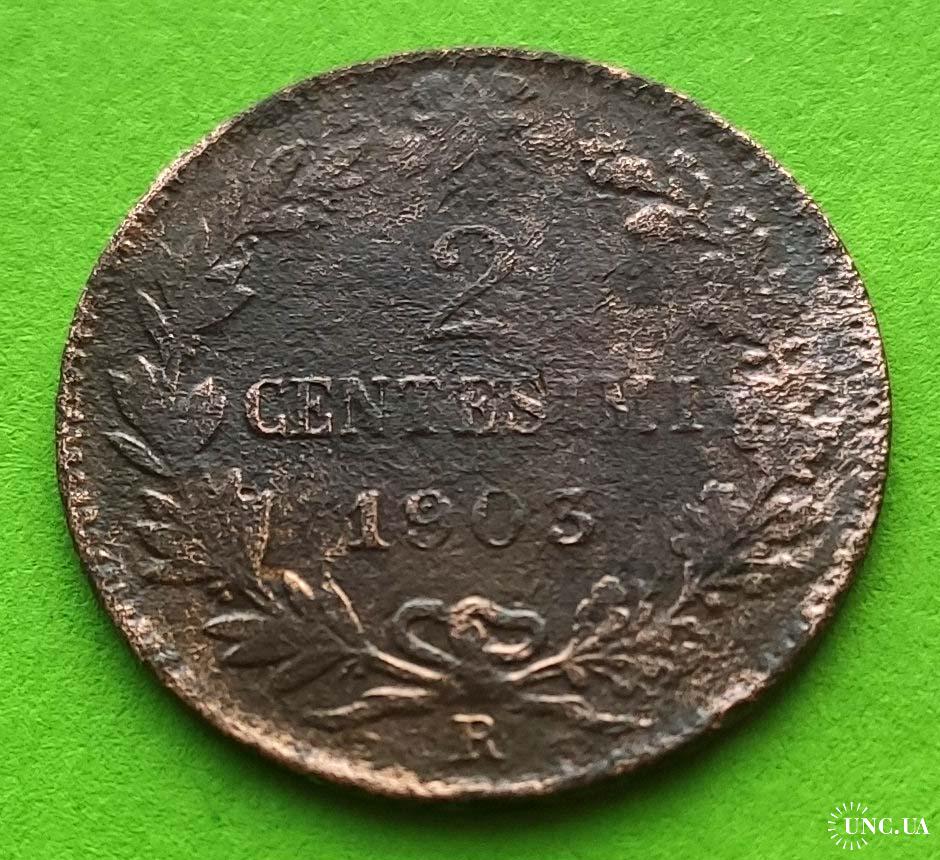 2
CENTESIMI
1903
R
UNC.UA